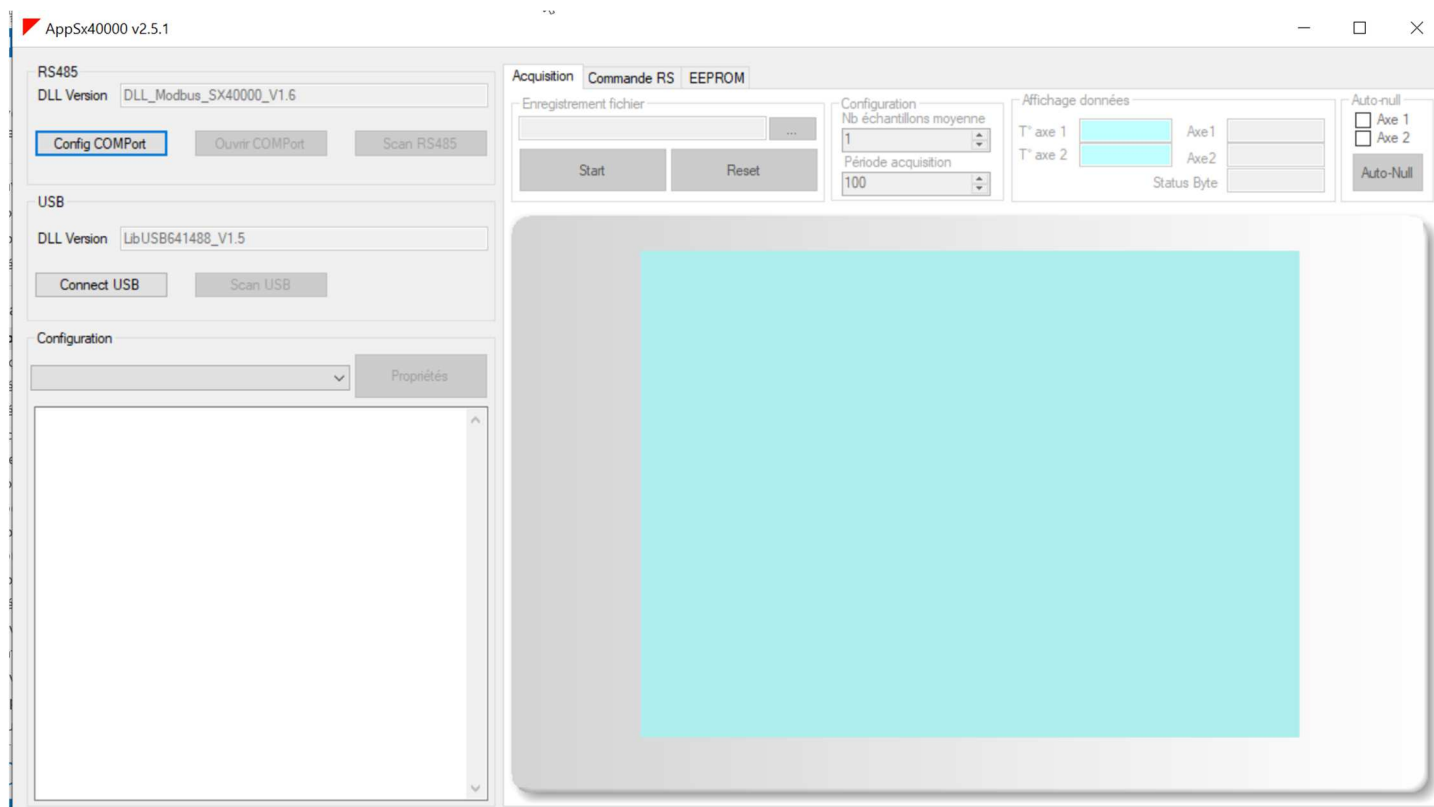 AppSx40000 v2.5.1
RS485
DLL Version DLL_Modbus_SX40000_V1.6
Config COMPort Ouvrir COMPort Scan RS485
USB
DLL Version LibUSB641488_V1.5
Connect USB Scan USB
Configuration
Propriétés
Acquisition Commande RS EEPROM
Enregistrement fichier
...
Start Reset
Configuration
Nb échantillons moyenne
1
Période acquisition
100
Affichage données
T° axe 1 Axe1
T° axe 2 Axe2
Status Byte
Auto-null
Axe 1
Axe 2
Auto-Null